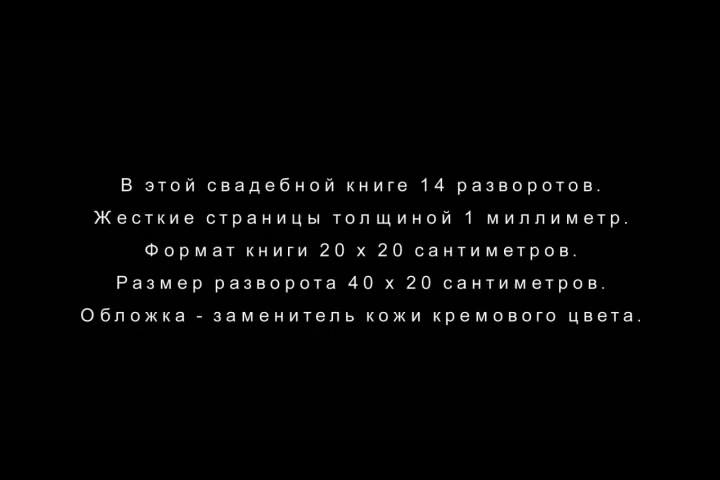 В этой свадебной книге 14 разворотов.
Жесткие страницы толщиной 1 миллиметр.
Формат книги 20 х 20 сантиметров.
Размер разворота 40 х 20 сантиметров.
Обложка - заменитель кожи кремового цвета.